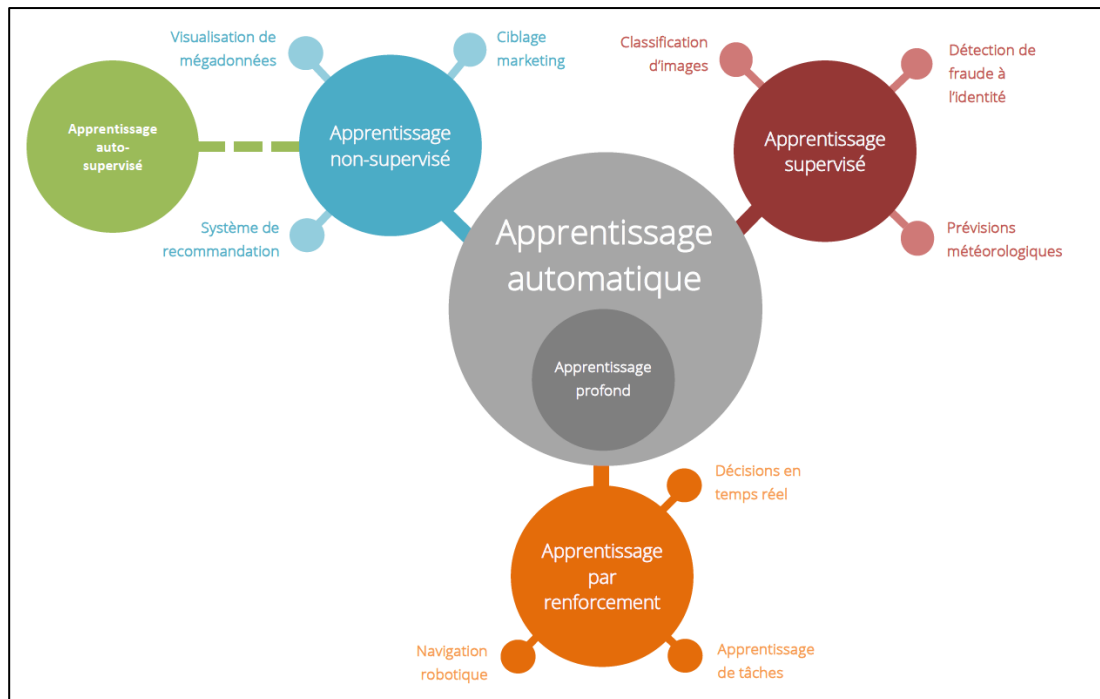 Visualisation de
mégadonnées
Ciblage
marketing
Classification
d'images
Détection de
fraude à
l'identité
Apprentissage
auto-
supervisé
Apprentissage
non-supervisé
Apprentissage
supervisé
Système de
recommandation
Prévisions
météorologiques
Apprentissage
automatique
Apprentissage
profond
Décisions en
temps réel
Apprentissage
par
renforcement
Navigation
robotique
Apprentissage
de tâches